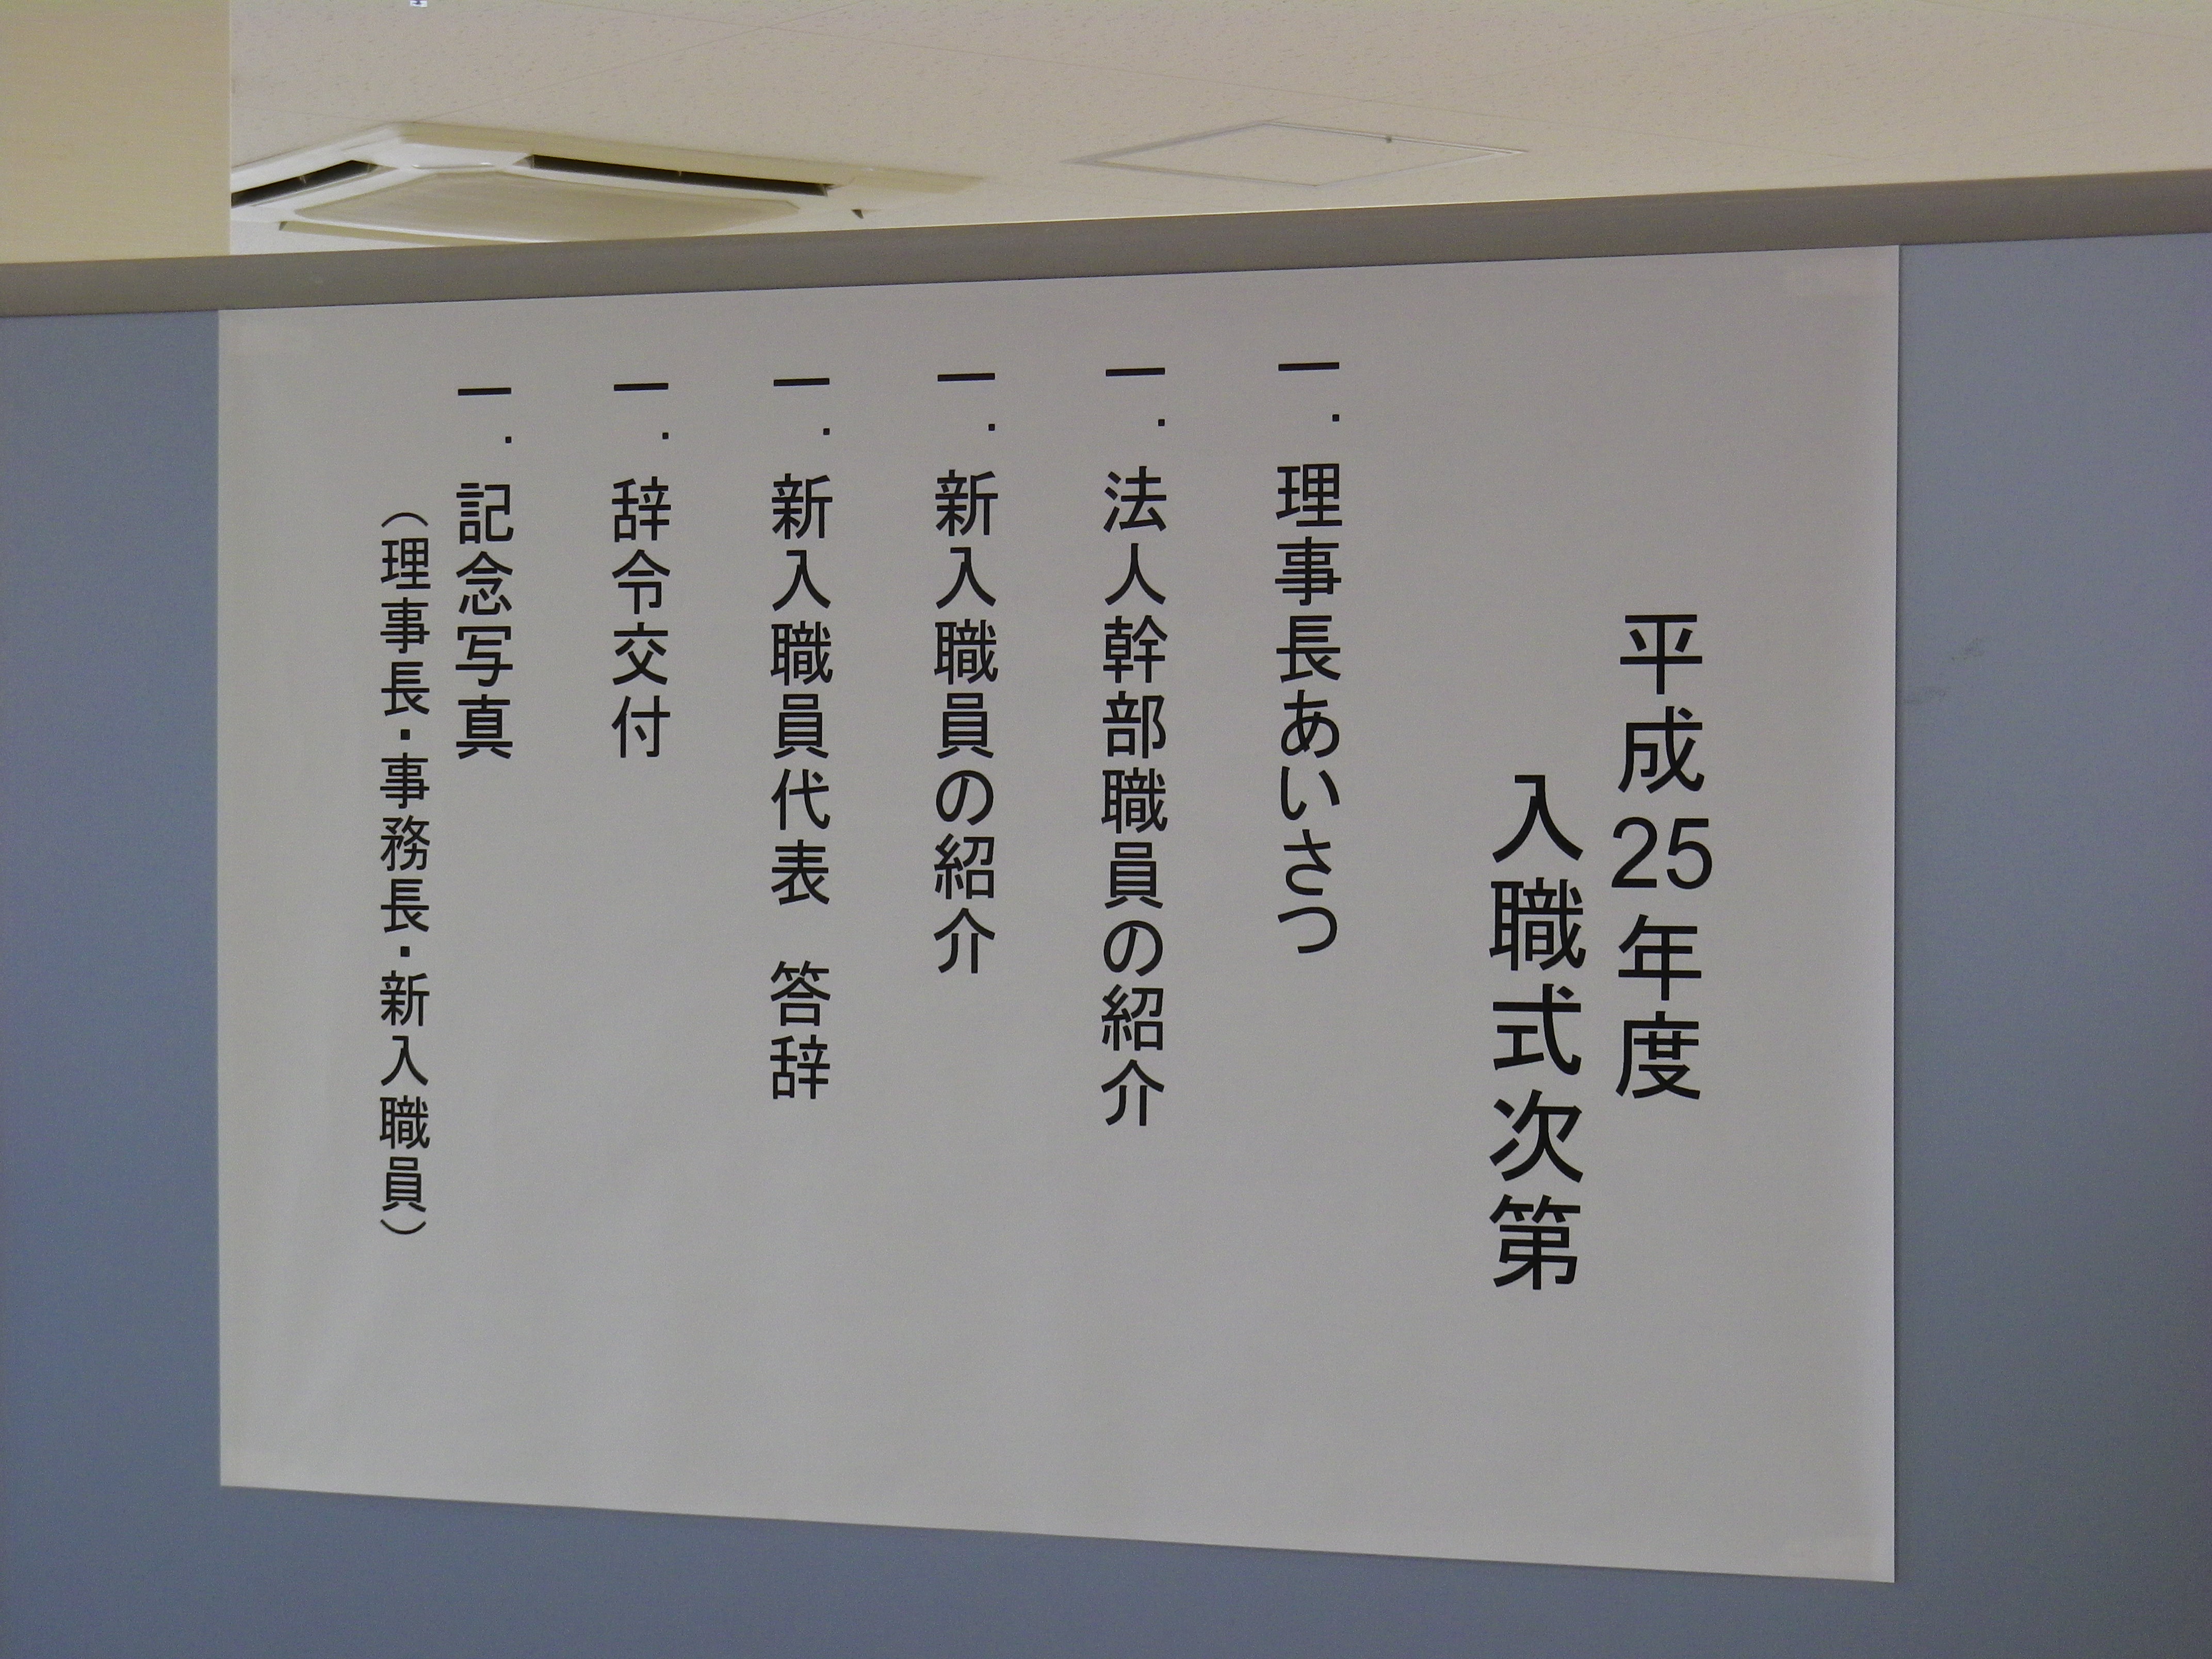 平成25年度
入職式次第
一．理事長あいさつ
一．法人幹部職員の紹介
一．新入職員の紹介
一．新入職員代表　答辞
一．辞令交付
一．記念写真
（理事長・事務長・新入職員）